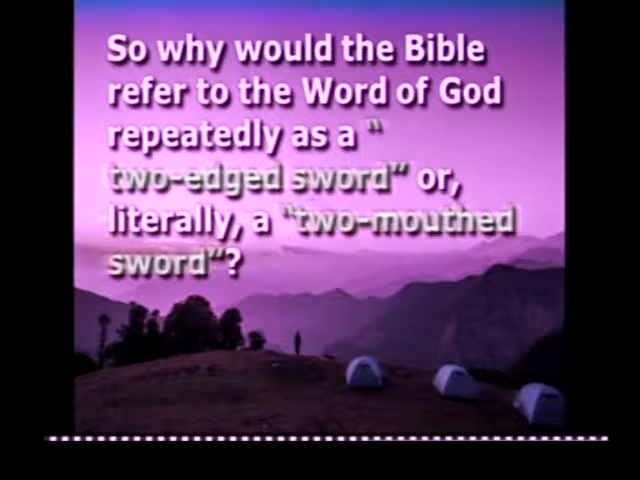 So why would the Bible
refer to the Word of God
repeatedly as a “
two-edged sword” or,
literally, a “two-mouthed
sword”?